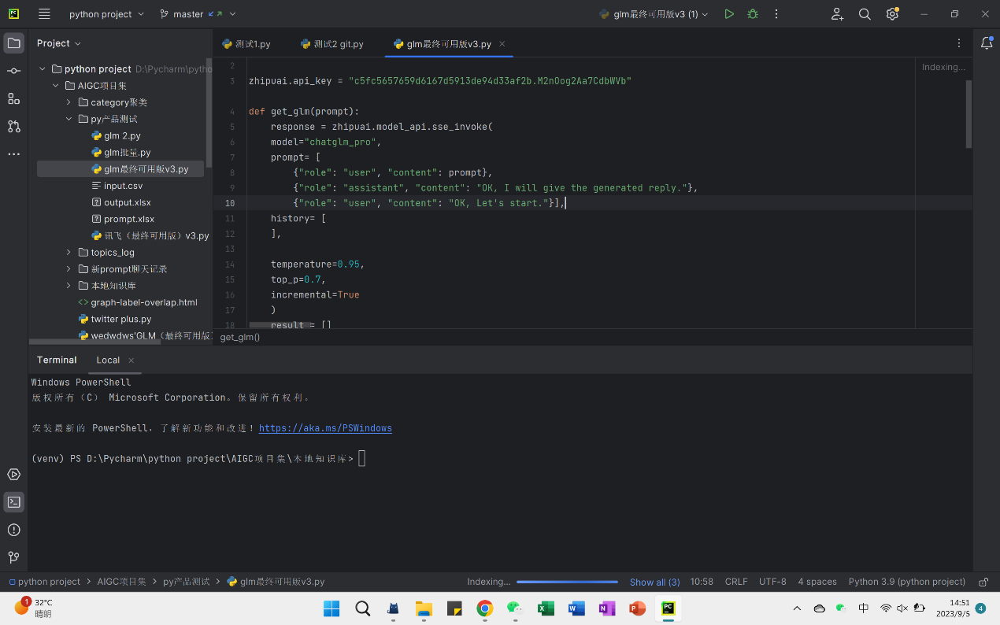 python project
master
glm最终可用版v3 (1)
Project
测试1.py
测试2 git.py
glm最终可用版v3.py
python project D:\Pycharm\pytho
AIGC项目集
category聚类
py产品测试
glm 2.py
glm批量.py
glm最终可用版v3.py
input.csv
output.xlsx
prompt.xlsx
讯飞（最终可用版）v3.py
topics_log
新prompt聊天记录
本地知识库
graph-label-overlap.html
twitter plus.py
wedwdws'GLM（最终可用版
Indexing...
2
3 zhipuai.api_key = "c5fc5657659d6167d5913de94d33af2b.M2nOog2Aa7CdbWVb"
4 def get_glm(prompt):
5 response = zhipuai.model_api.sse_invoke(
6 model="chatglm_pro",
7 prompt= [
8 {"role": "user", "content": prompt},
9 {"role": "assistant", "content": "OK, I will give the generated reply."},
10 {"role": "user", "content": "OK, Let's start."}],
11 history= [
12 ],
13
14 temperature=0.95,
15 top_p=0.7,
16 incremental=True
17 )
18 result = []
get_glm()
Terminal Local
Windows PowerShell
版权所有（C） Microsoft Corporation。保留所有权利。
安装最新的 PowerShell，了解新功能和改进！https://aka.ms/PSWindows
(venv) PS D:\Pycharm\python project\AIGC项目集\本地知识库>
python project > AIGC项目集 > py产品测试 > glm最终可用版v3.py
Indexing... Show all (3) 10:58 CRLF UTF-8 4 spaces Python 3.9 (python project)
1
32°C
晴朗
中
14:51
2023/9/5
4